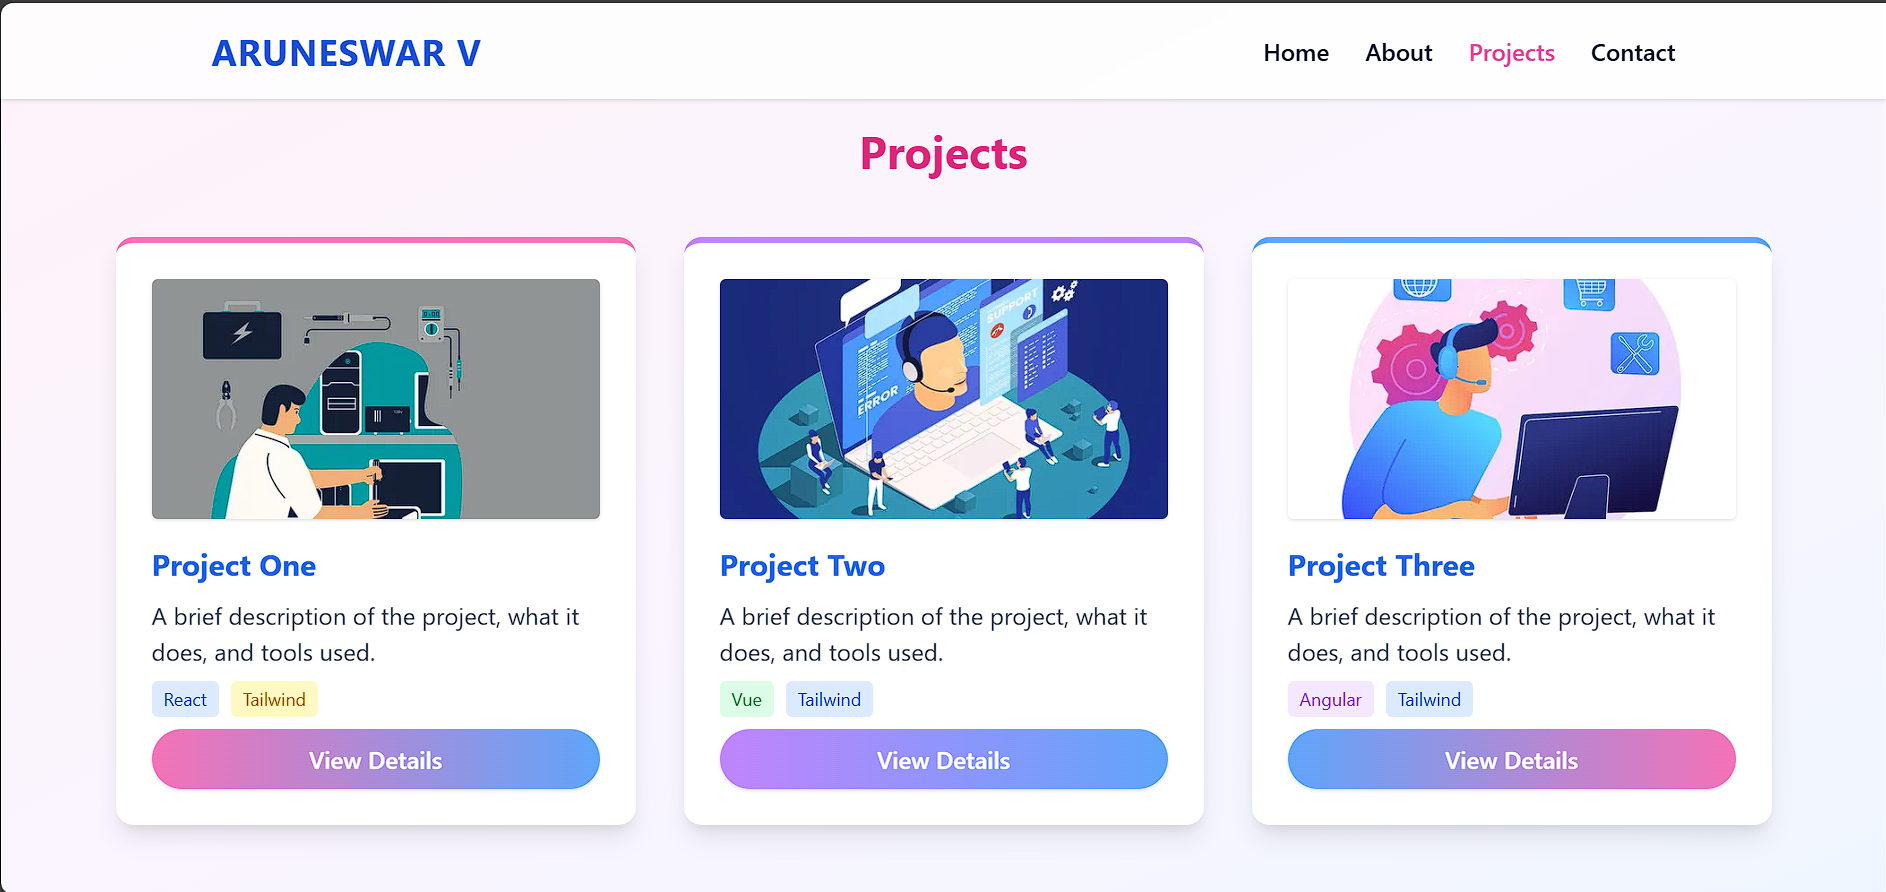 ARUNESWAR V
Home About Projects Contact
Projects
SUPPORT
ERROR
Project One
A brief description of the project, what it
does, and tools used.
React Tailwind
View Details
Project Two
A brief description of the project, what it
does, and tools used.
Vue Tailwind
View Details
Project Three
A brief description of the project, what it
does, and tools used.
Angular Tailwind
View Details